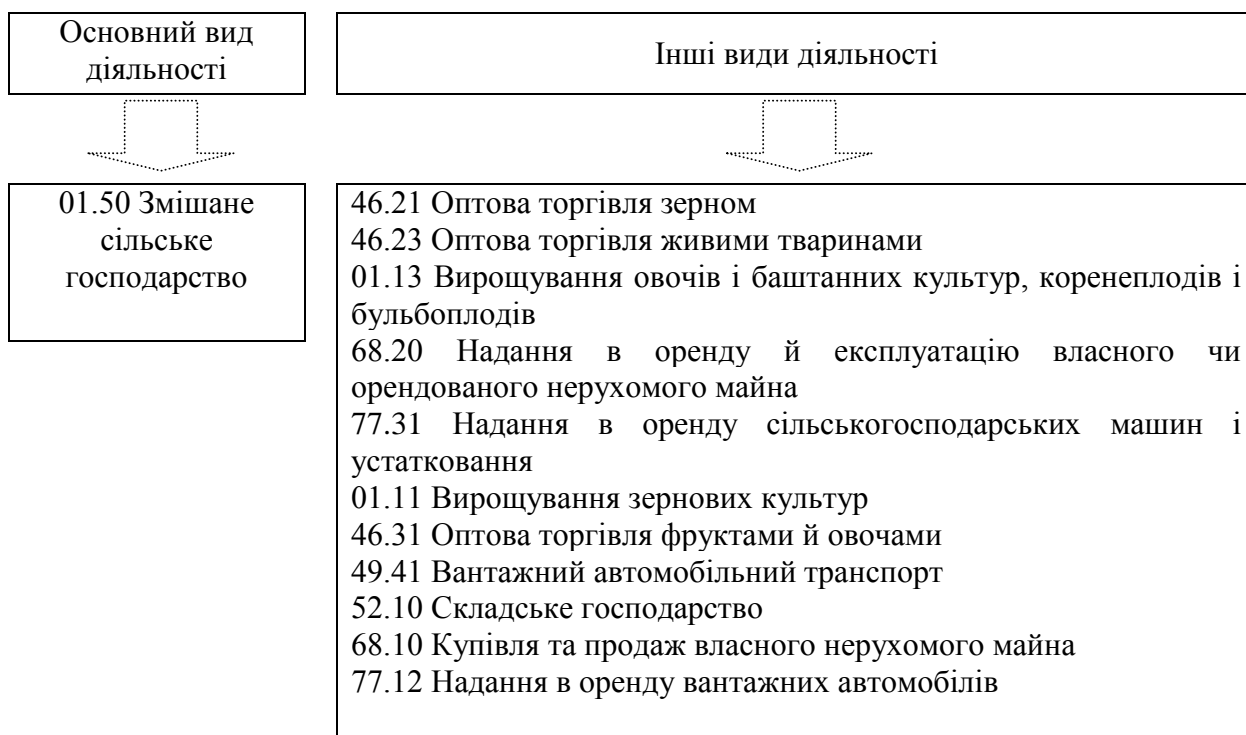 Основний вид
діяльності
Інші види діяльності
01.50 Змішане
сільське
господарство
46.21 Оптова торгівля зерном
46.23 Оптова торгівля живими тваринами
01.13 Вирощування овочів і баштанних культур, коренеплодів і
бульбоплодів
68.20 Надання в оренду й експлуатацію власного чи
орендованого нерухомого майна
77.31 Надання в оренду сільськогосподарських машин і
устатковання
01.11 Вирощування зернових культур
46.31 Оптова торгівля фруктами й овочами
49.41 Вантажний автомобільний транспорт
52.10 Складське господарство
68.10 Купівля та продаж власного нерухомого майна
77.12 Надання в оренду вантажних автомобілів